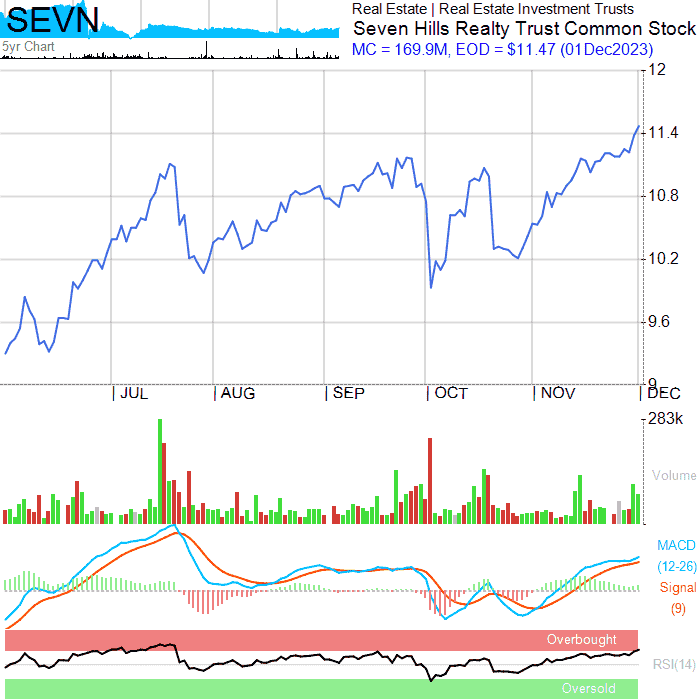 SEVN
5yr Chart
Real Estate | Real Estate Investment Trusts
Seven Hills Realty Trust Common Stock
MC = 169.9M, EOD = $11.47 (01Dec2023)
12
11.4
10.8
10.2
9.6
9
JUL AUG SEP OCT NOV DEC
283k
Volume
MACD
(12-26)
Signal
(9)
Overbought
RSI(14)
Oversold